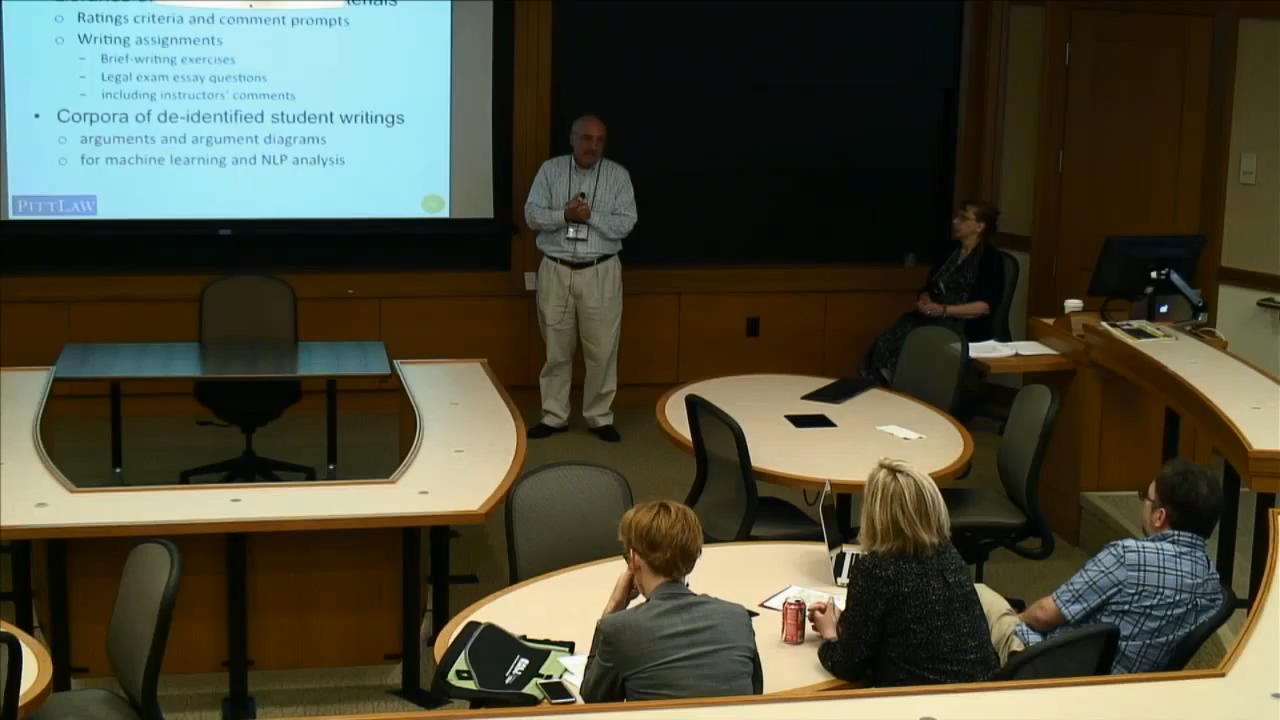 ○ Ratings criteria and comment prompts
○ Writing assignments
– Brief-writing exercises
– Legal exam essay questions
– including instructors' comments
• Corpora of de-identified student writings
○ arguments and argument diagrams
○ for machine learning and NLP analysis
PITTLAW